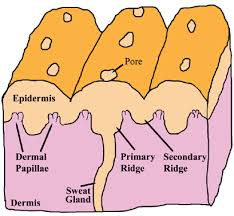 Pore
Epidermis
Dermal
Papillae
Primary
Ridge
Secondary
Ridge
Sweat
Gland
Dermis